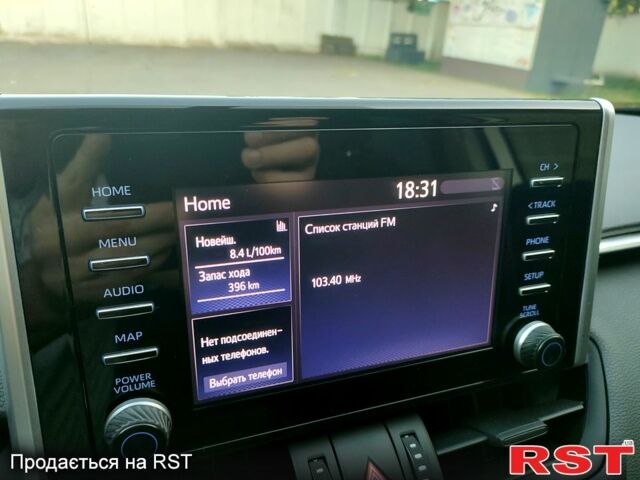 HOME
MENU
AUDIO
MAP
POWER
VOLUME
Home
18:31
Новейш.
8.4 L/100km
Запас хода
396 km
Нет подсоединен-
ных телефонов.
Выбрать телефон
Список станций FM
103.40 MHz
CH >
< TRACK
PHONE
SETUP
TUNE
SCROLL
Продається на RST
RST